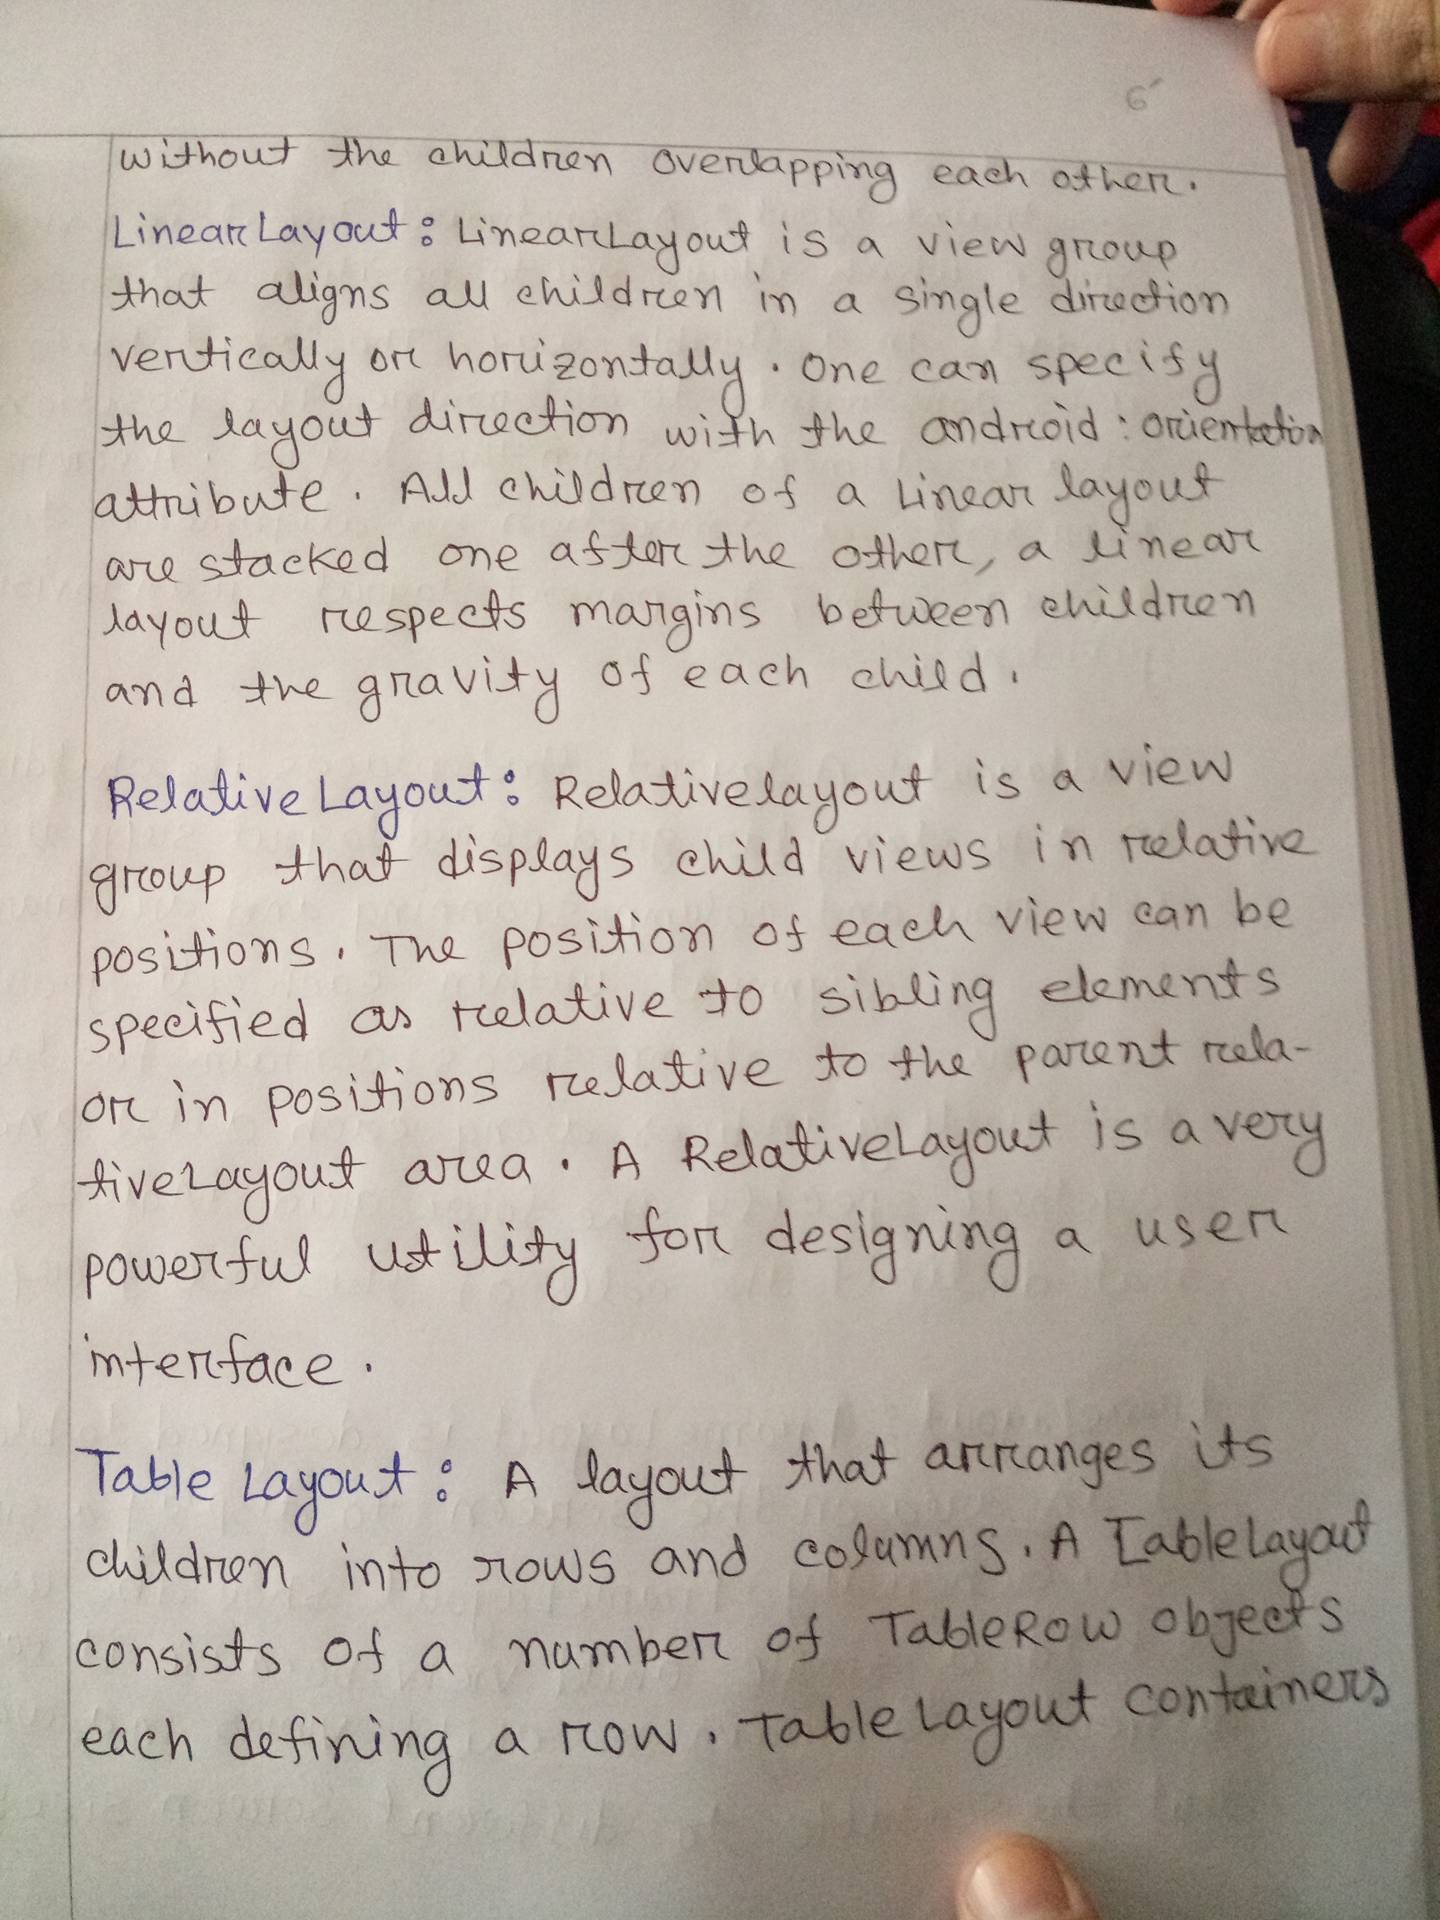 6
without the children overlapping each other.
LinearLayout: LinearLayout is a view group
that aligns all children in a single direction
vertically or horizontally. One can specify
the layout direction with the android:orientation
attribute. All children of a linear layout
are stacked one after the other, a linear
layout respects margins between children
and the gravity of each child.
RelativeLayout: Relativelayout is a view
group that displays child views in relative
positions. The position of each view can be
specified as relative to sibling elements
or in positions relative to the parent rela-
tiveLayout area. A RelativeLayout is a very
powerful utility for designing a user
interface.
Table Layout: A layout that arranges its
children into rows and columns. A TableLayout
consists of a number of TableRow objects
each defining a row. Table Layout containers